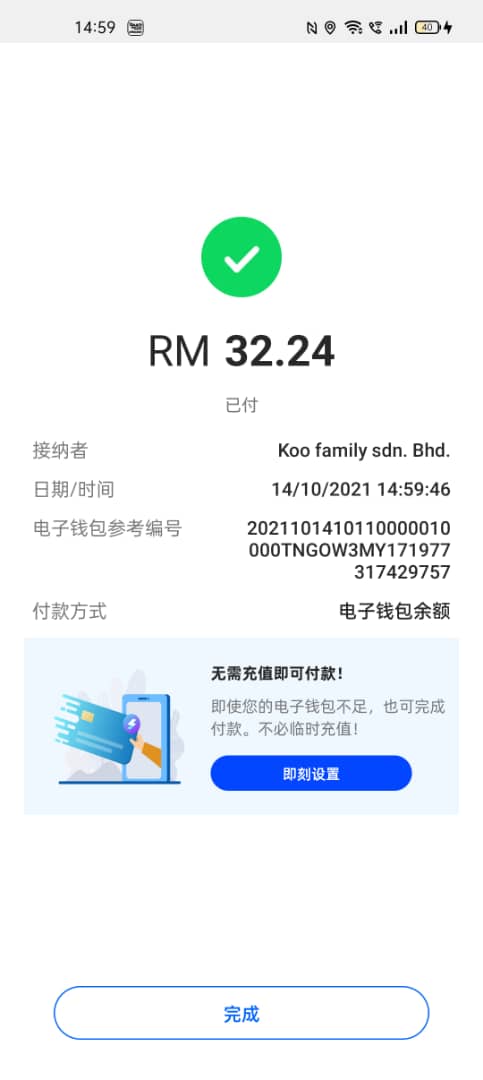 14:59
40
RM 32.24
已付
接纳者 Koo family sdn. Bhd.
日期/时间 14/10/2021 14:59:46
电子钱包参考编号 2021101410110000010
000TNGOW3MY171977
317429757
付款方式 电子钱包余额
无需充值即可付款！
即使您的电子钱包不足，也可完成
付款。不必临时充值！
即刻设置
完成